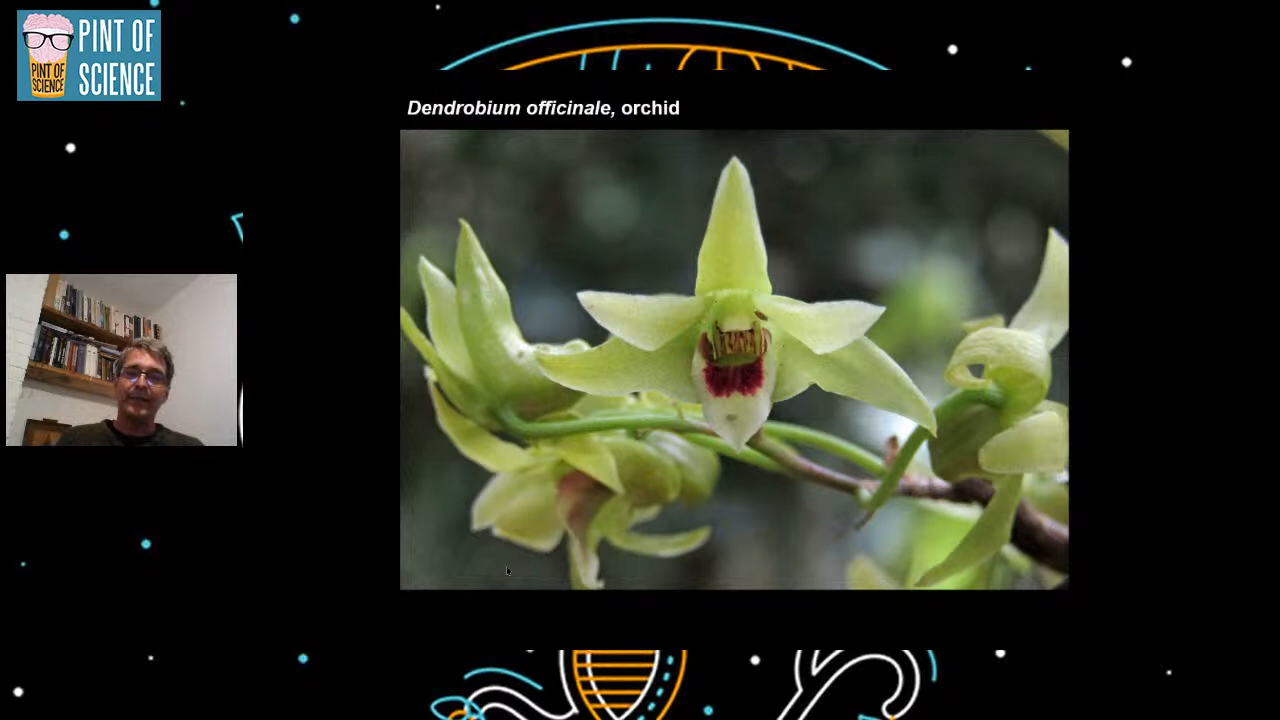 PINT OF
SCIENCE
PINT OF
SCIENCE
Dendrobium officinale, orchid